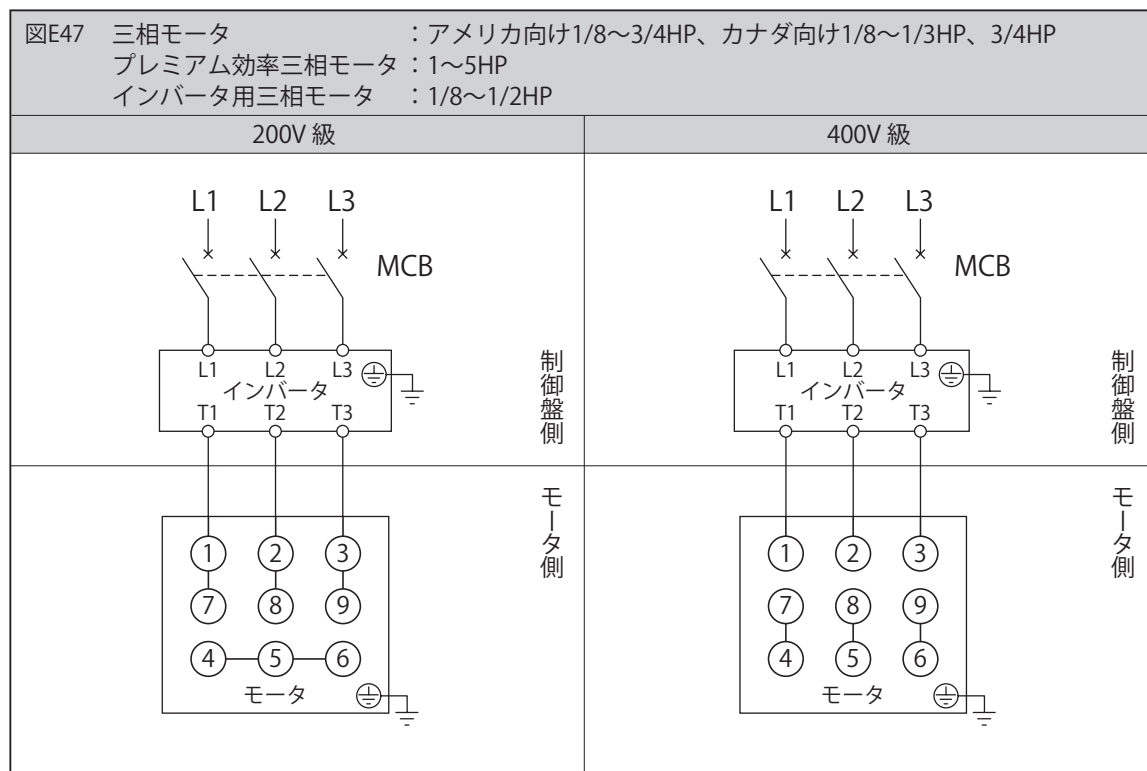 図E47 三相モータ ：アメリカ向け1/8～3/4HP、カナダ向け1/8～1/3HP、3/4HP
プレミアム効率三相モータ：1～5HP
インバータ用三相モータ ：1/8～1/2HP
200V 級
400V 級
L1 L2 L3
MCB
L1 L2 L3
インバータ
T1 T2 T3
制御盤側
1 2 3
7 8 9
4 5 6
モータ
モータ側
L1 L2 L3
MCB
L1 L2 L3
インバータ
T1 T2 T3
制御盤側
1 2 3
7 8 9
4 5 6
モータ
モータ側